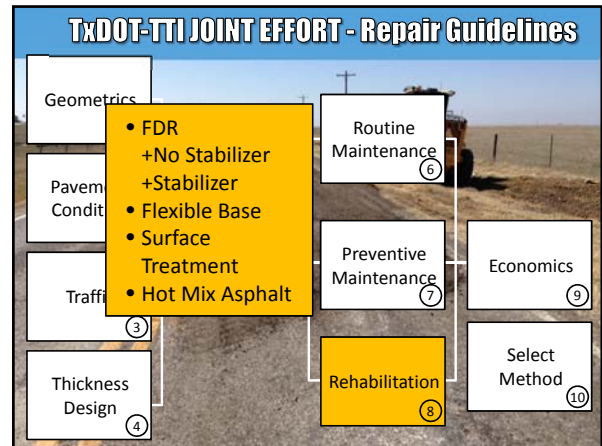 TxDOT-TTI JOINT EFFORT - Repair Guidelines
Geometrics
Traffi
3
Thickness
Design
4
• FDR
+No Stabilizer
+Stabilizer
• Flexible Base
• Surface
Treatment
• Hot Mix Asphalt
Routine
Maintenance
6
Preventive
Maintenance
7
Rehabilitation
8
Economics
9
Select
Method
10